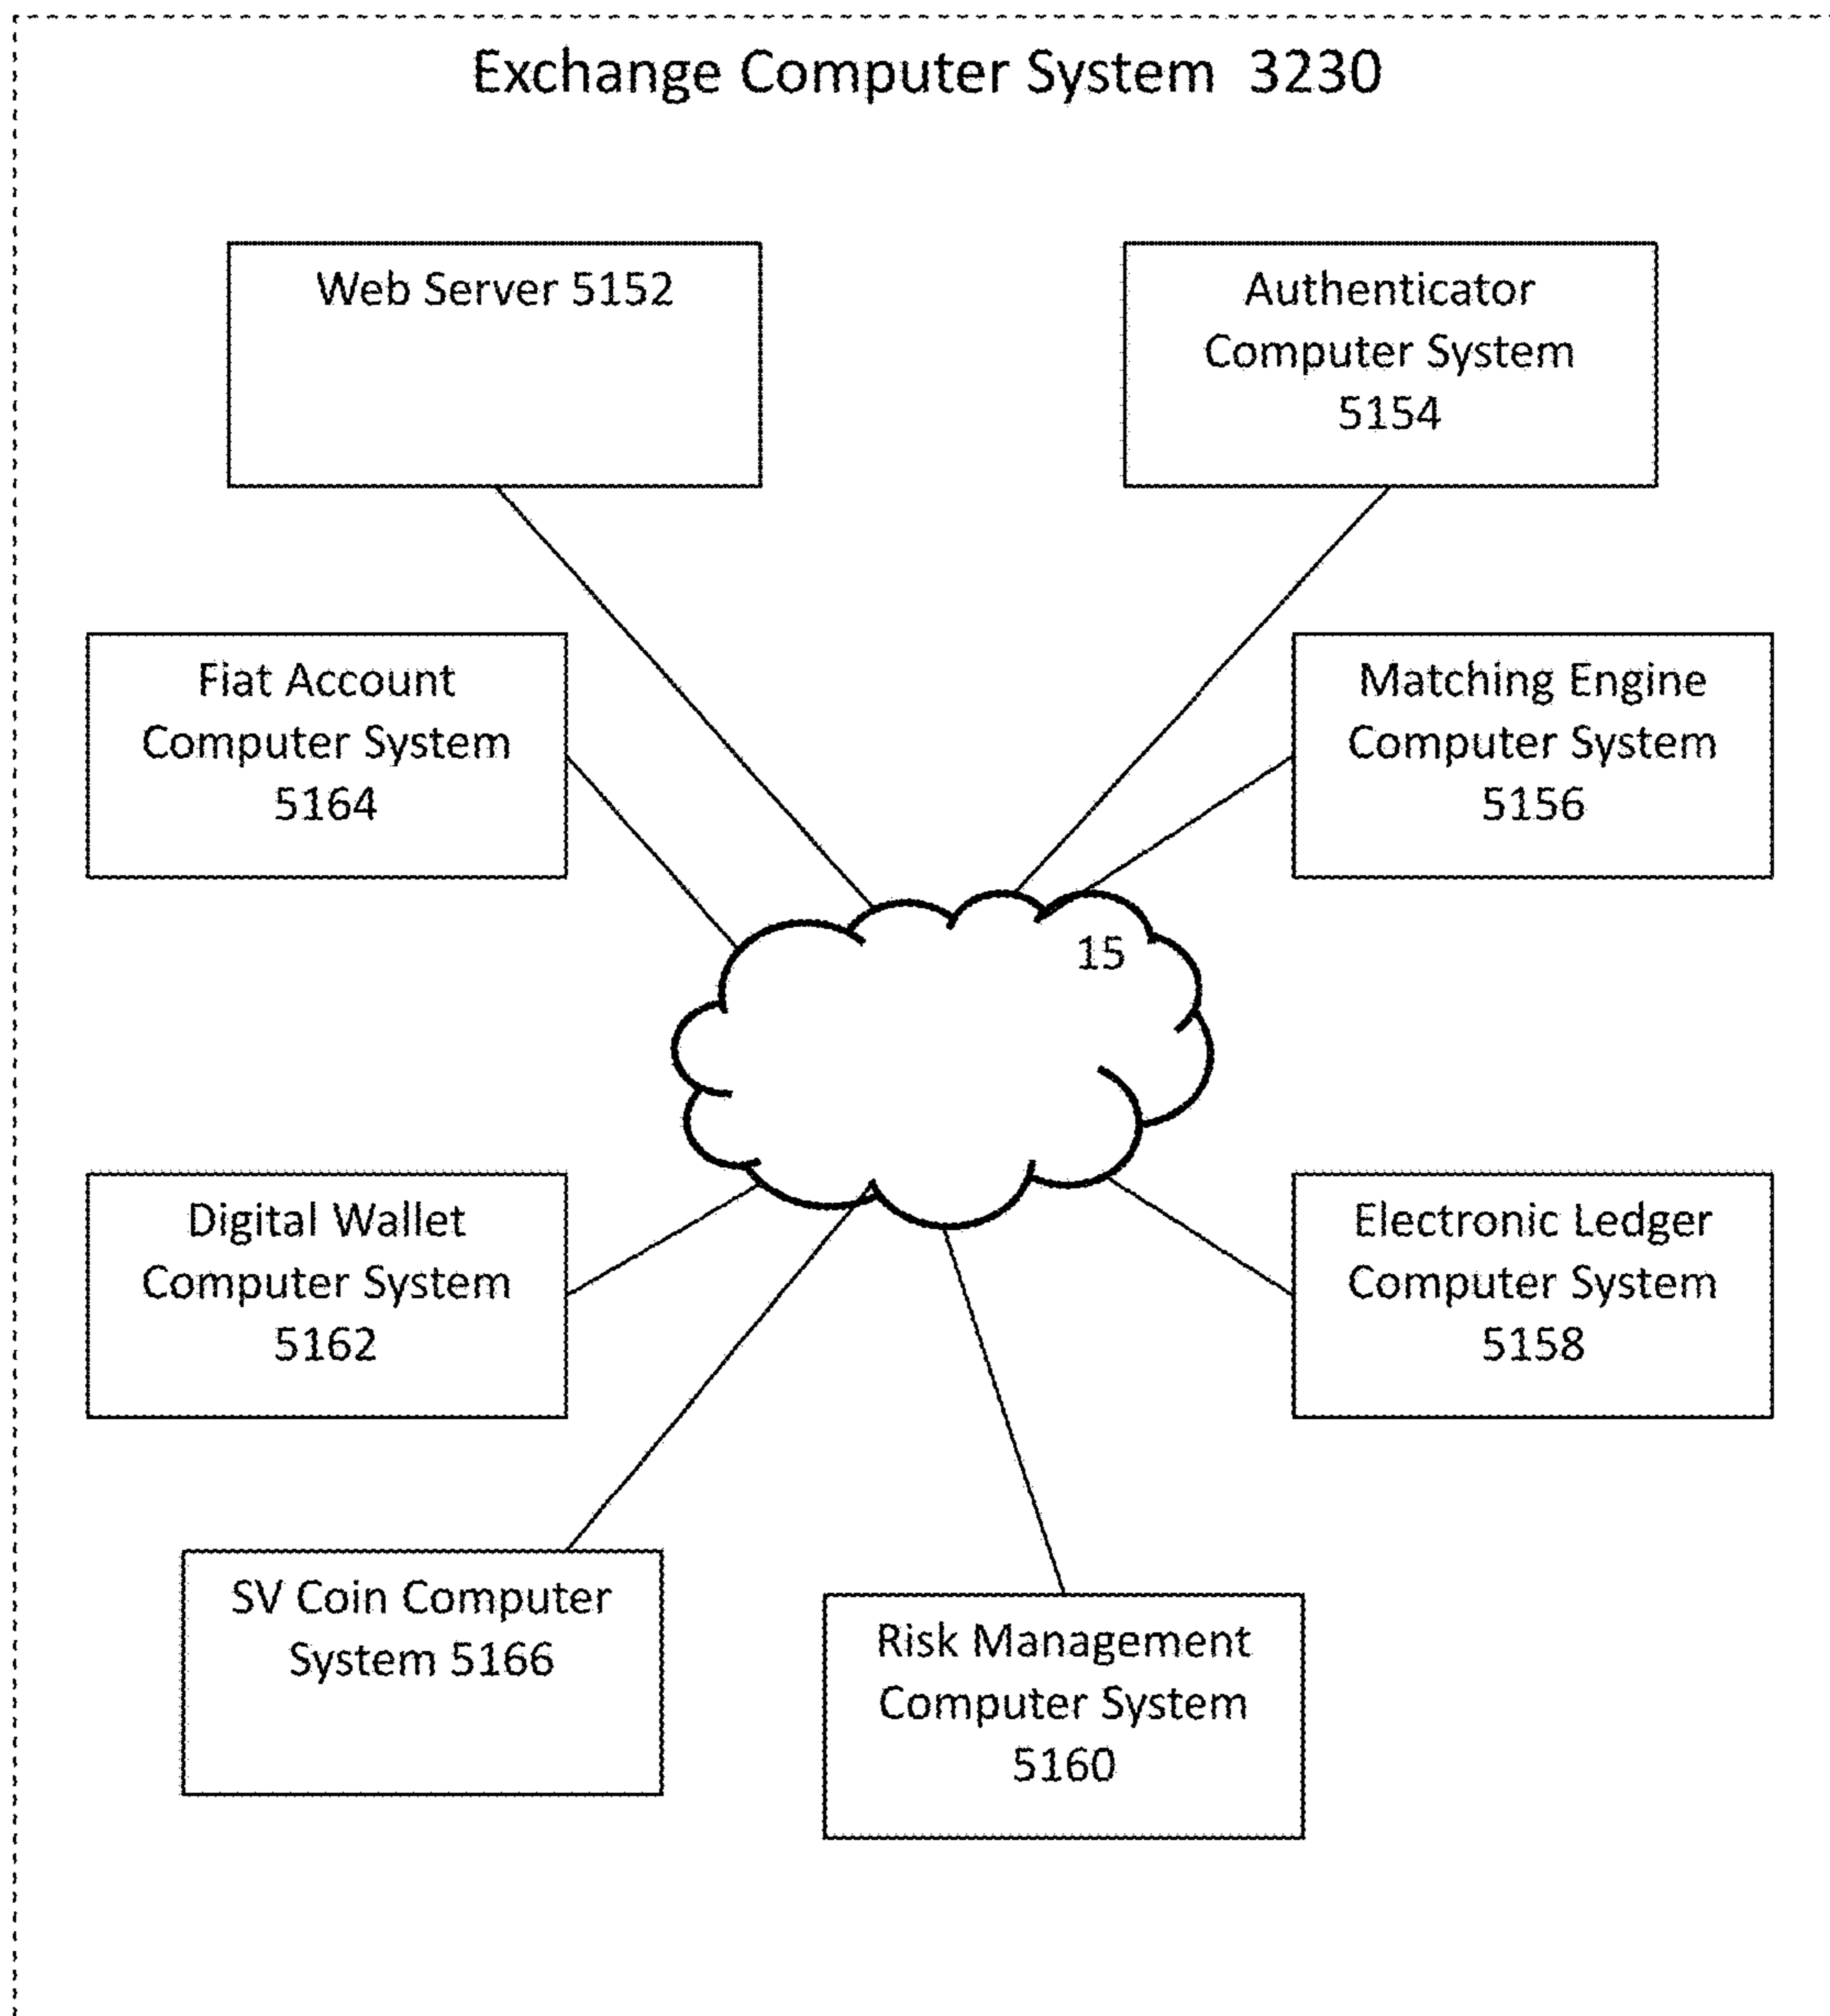 Exchange Computer System 3230
Web Server 5152
Authenticator
Computer System
5154
Fiat Account
Computer System
5164
Matching Engine
Computer System
5156
15
Digital Wallet
Computer System
5162
Electronic Ledger
Computer System
5158
SV Coin Computer
System 5166
Risk Management
Computer System
5160